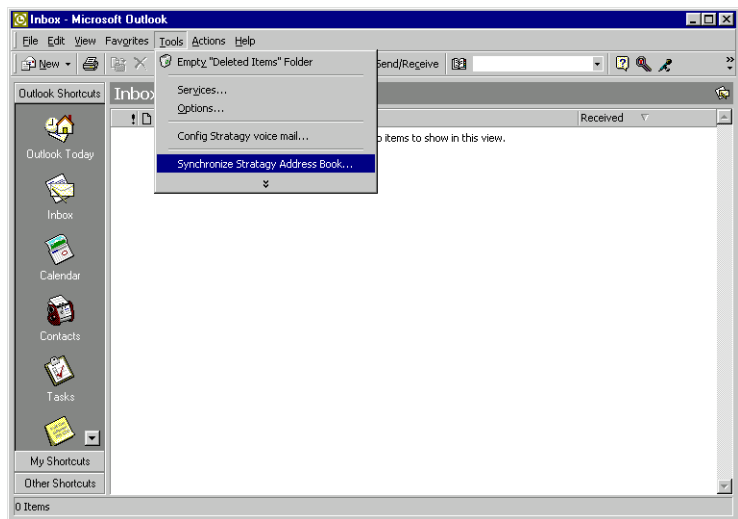 Inbox - Microsoft Outlook
File Edit View Favorites Tools Actions Help
New
Send/Receive
Empty "Deleted Items" Folder
Services...
Options...
Config Stratagy voice mail...
Synchronize Stratagy Address Book...
Outlook Shortcuts
Outlook Today
Inbox
Calendar
Contacts
Tasks
My Shortcuts
Other Shortcuts
Received
items to show in this view.
0 Items